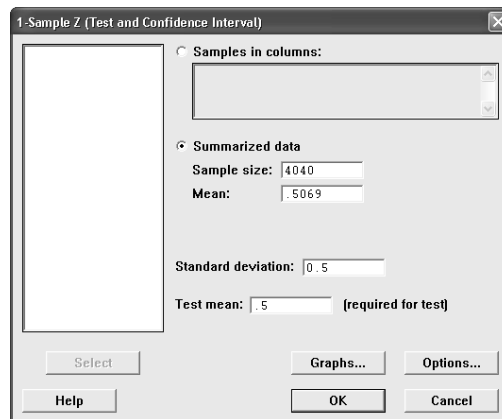 1-Sample Z (Test and Confidence Interval)
Samples in columns:
Summarized data
Sample size: 4040
Mean: .5069
Standard deviation: 0.5
Test mean: .5 (required for test)
Select Graphs... Options...
Help OK Cancel